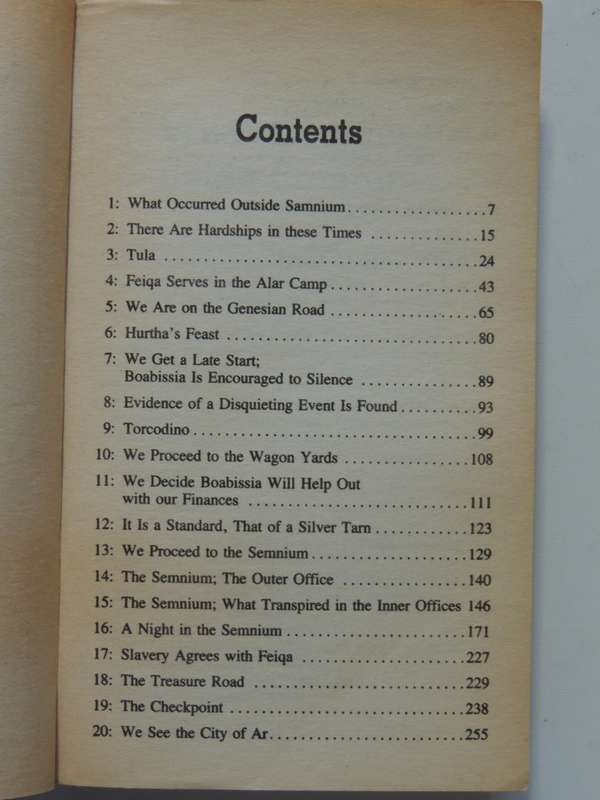 Contents
1: What Occurred Outside Samnium..................7
2: There Are Hardships in these Times ..............15
3: Tula .........................................24
4: Feiqa Serves in the Alar Camp...................43
5: We Are on the Genesian Road ...................65
6: Hurtha's Feast .................................80
7: We Get a Late Start;
Boabissia Is Encouraged to Silence ...............89
8: Evidence of a Disquieting Event Is Found..........93
9: Torcodino.....................................99
10: We Proceed to the Wagon Yards ................108
11: We Decide Boabissia Will Help Out
with our Finances .............................111
12: It Is a Standard, That of a Silver Tarn ............123
13: We Proceed to the Semnium....................129
14: The Semnium; The Outer Office ................140
15: The Semnium; What Transpired in the Inner Offices 146
16: A Night in the Semnium.......................171
17: Slavery Agrees with Feiqa .....................227
18: The Treasure Road ...........................229
19: The Checkpoint ..............................238
20: We See the City of Ar.........................255